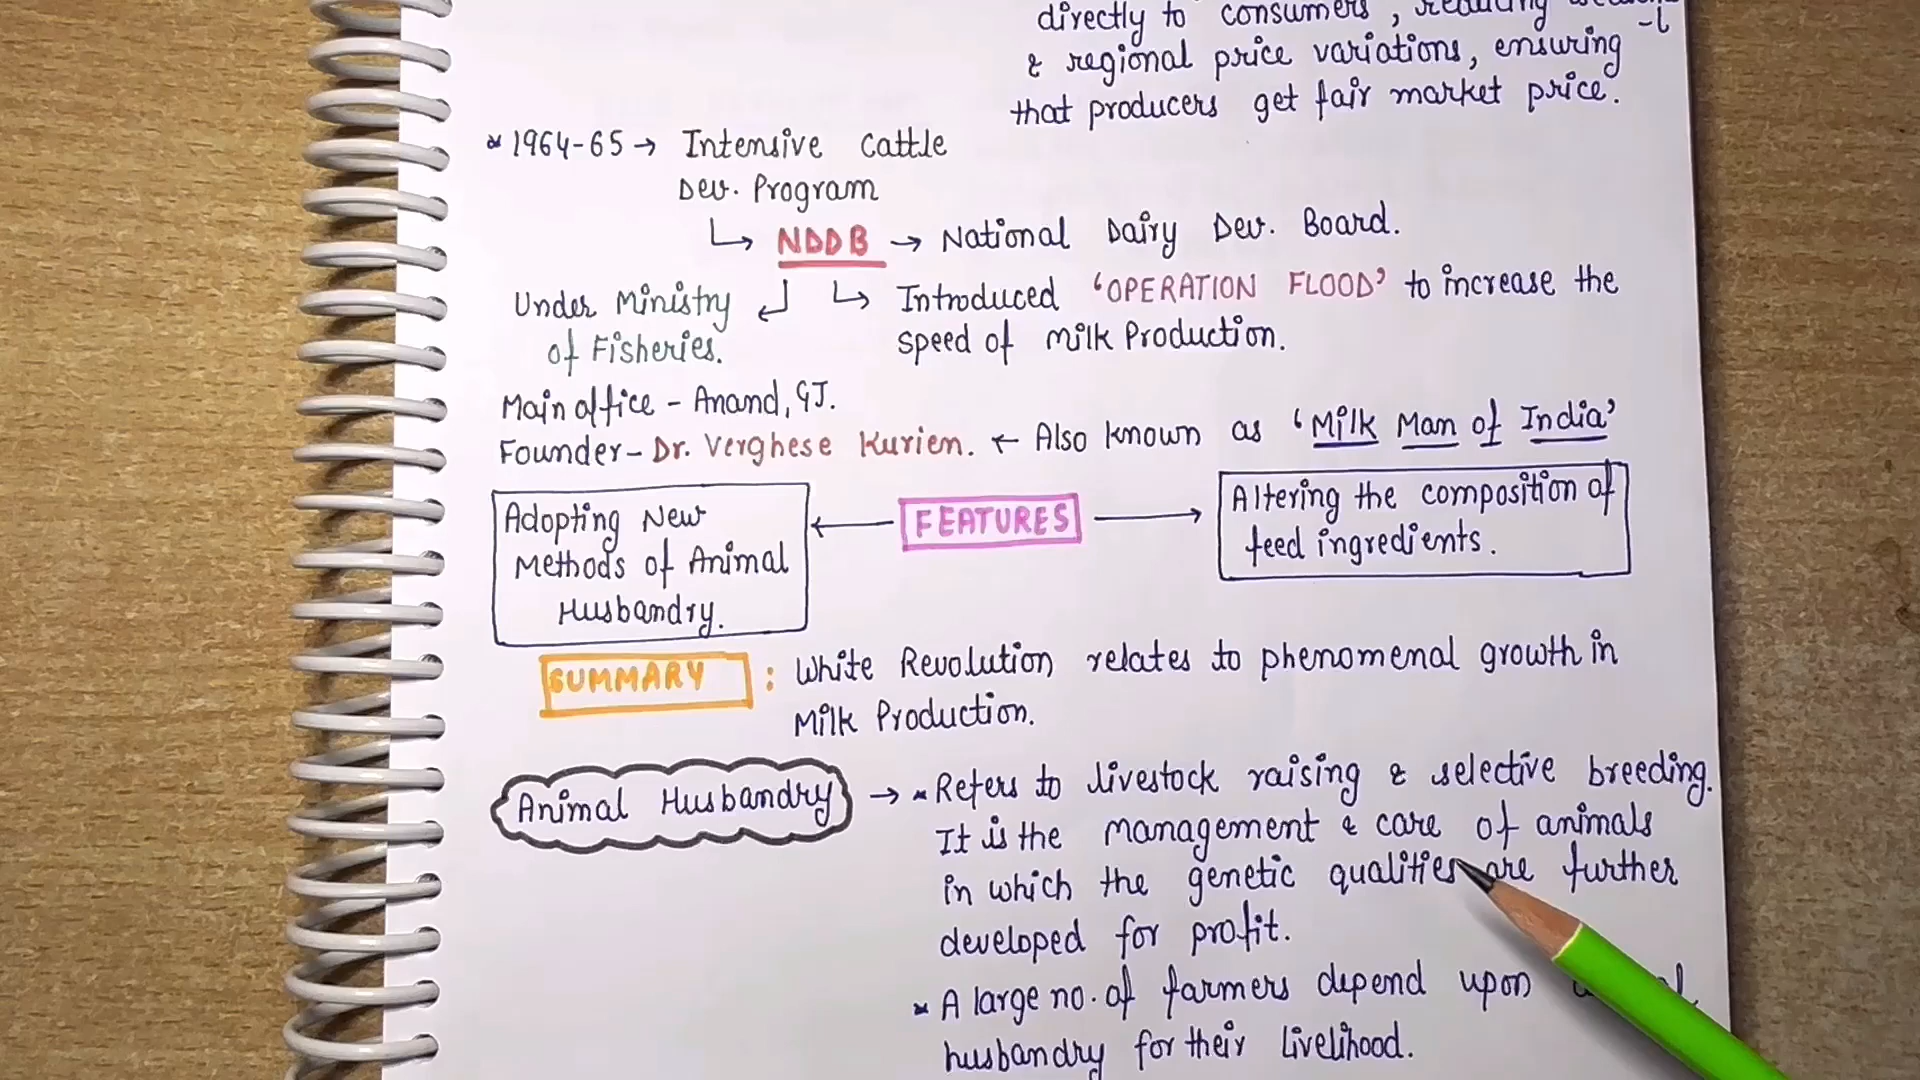 directly to consumers, reducing
& regional price variations, ensuring
that producers get fair market price.
* 1964-65 → Intensive Cattle
Dev. Program
↳ NDDB → National Dairy Dev. Board.
Under Ministry
of Fisheries.
↳ Introduced 'OPERATION FLOOD' to increase the
speed of Milk Production.
Main office - Anand, GJ.
Founder - Dr. Verghese Kurien. ← Also known as 'Milk Man of India'
Adopting New
Methods of Animal
Husbandry.
← FEATURES →
Altering the composition of
feed ingredients.
SUMMARY : White Revolution relates to phenomenal growth in
Milk Production.
Animal Husbandry → * Refers to livestock raising & selective breeding.
It is the management & care of animals
in which the genetic qualities are further
developed for profit.
* A large no. of farmers depend upon
husbandry for their livelihood.